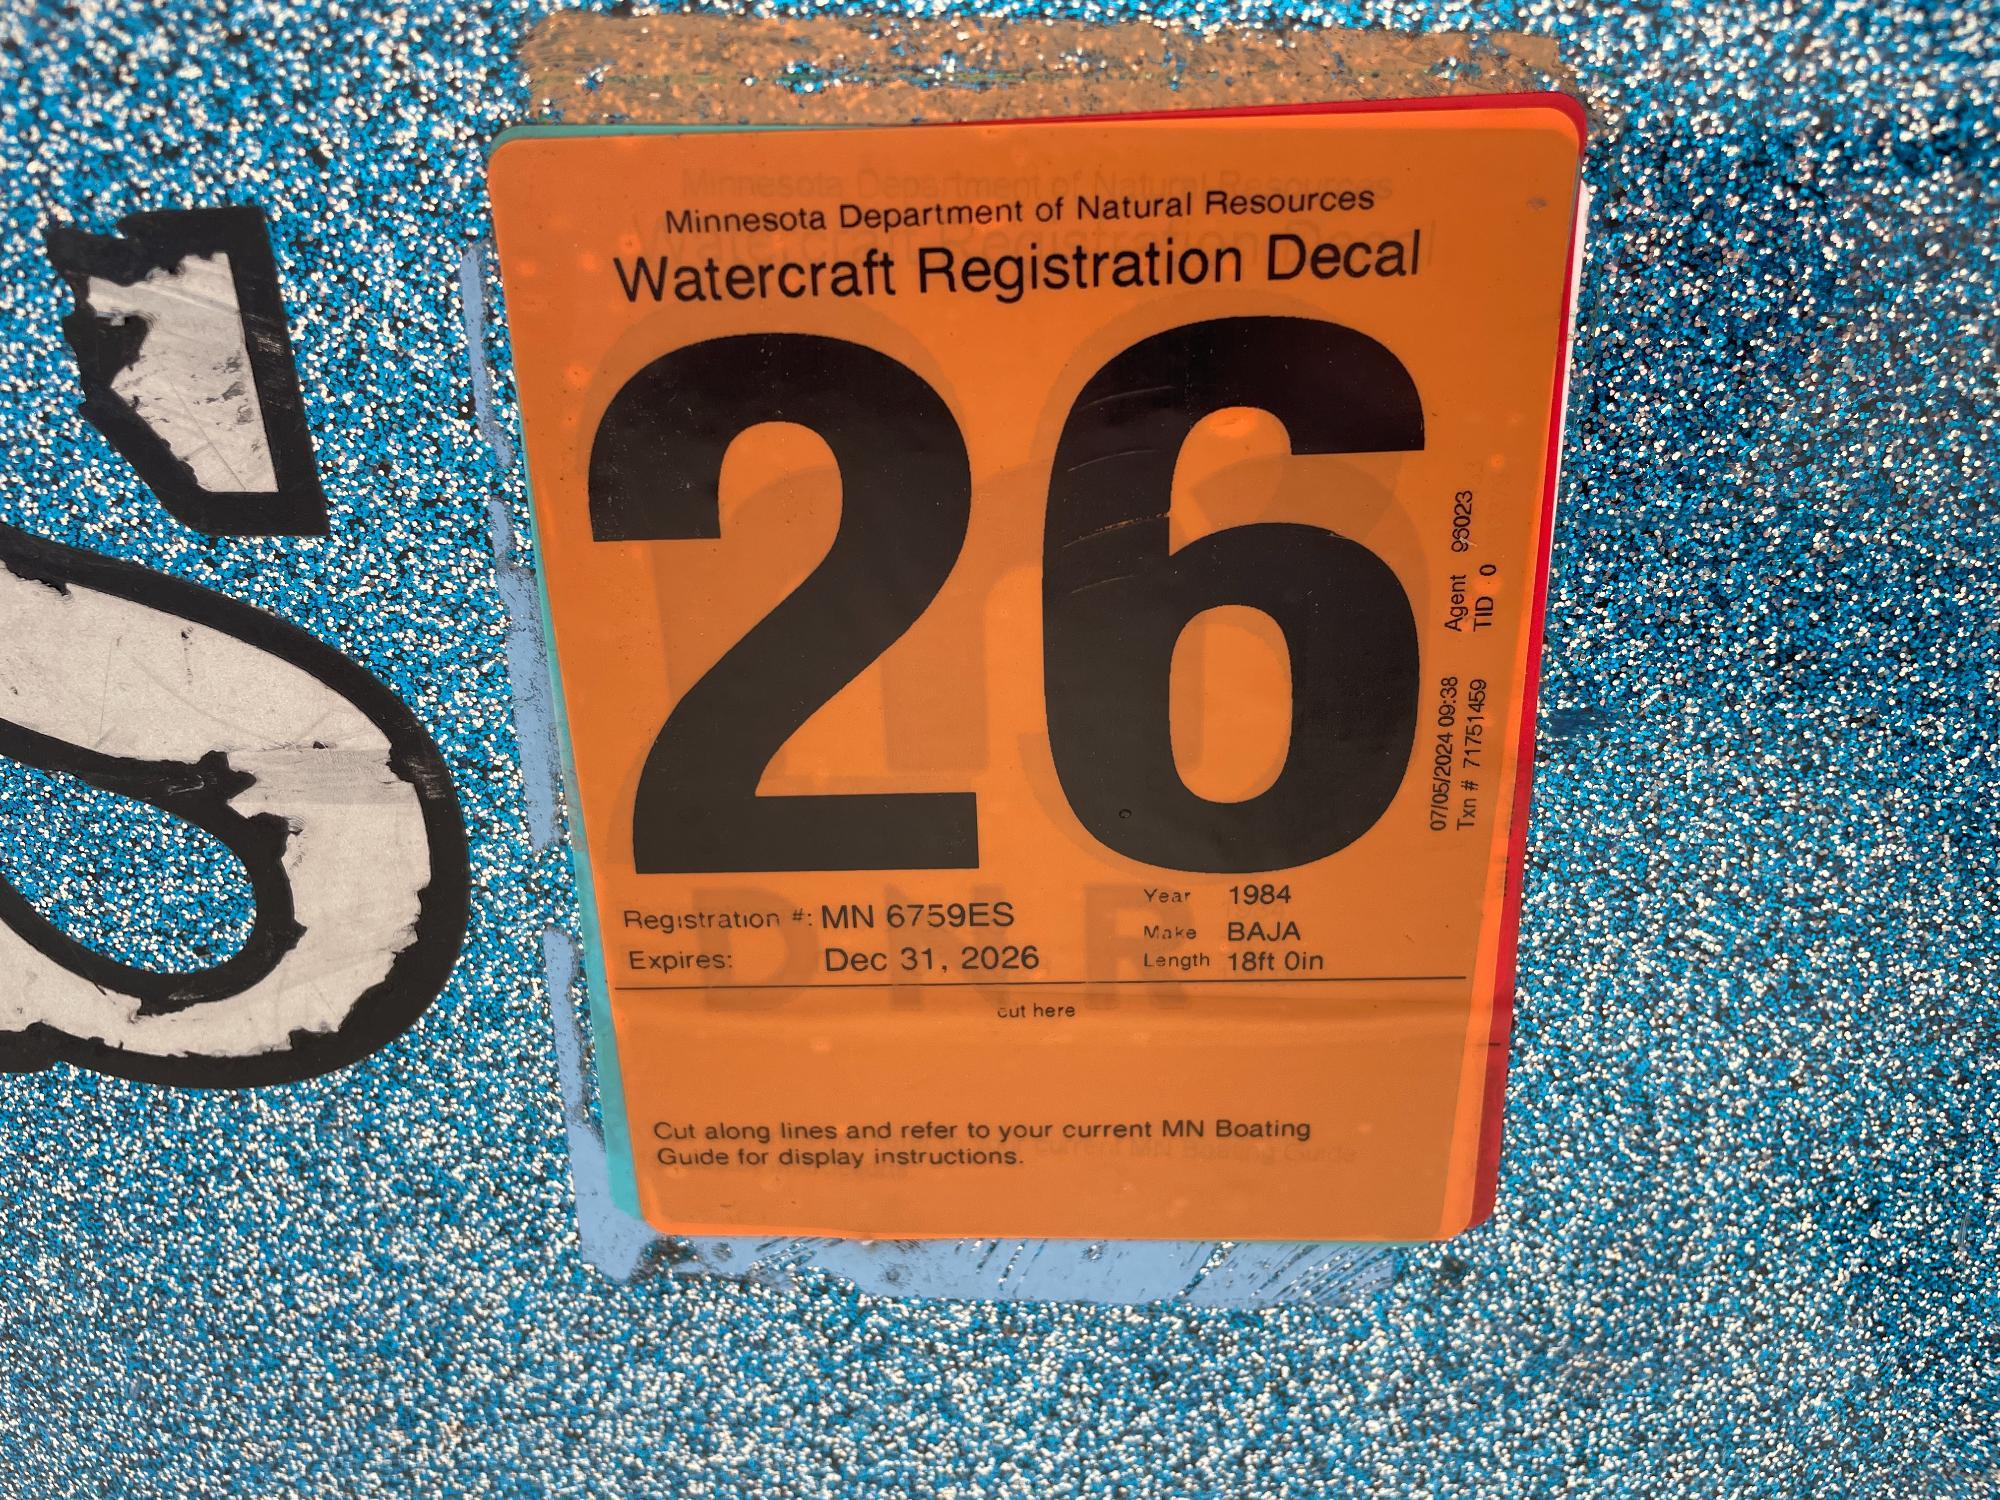 Minnesota Department of Natural Resources
Watercraft Registration Decal
26
Registration #: MN 6759ES
Expires: Dec 31, 2026
Year 1984
Make BAJA
Length 18ft 0in
07/05/2024 09:38 Agent 96023
Txn # 71751459 TID 0
DNR
cut here
Cut along lines and refer to your current MN Boating
Guide for display instructions.
S